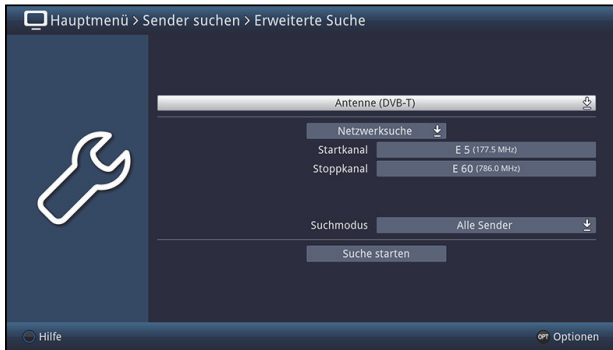 Hauptmenü > Sender suchen > Erweiterte Suche
Antenne (DVB-T)
Netzwerksuche
Startkanal E 5 (177.5 MHz)
Stoppkanal E 60 (786.0 MHz)
Suchmodus Alle Sender
Suche starten
Hilfe OPT Optionen